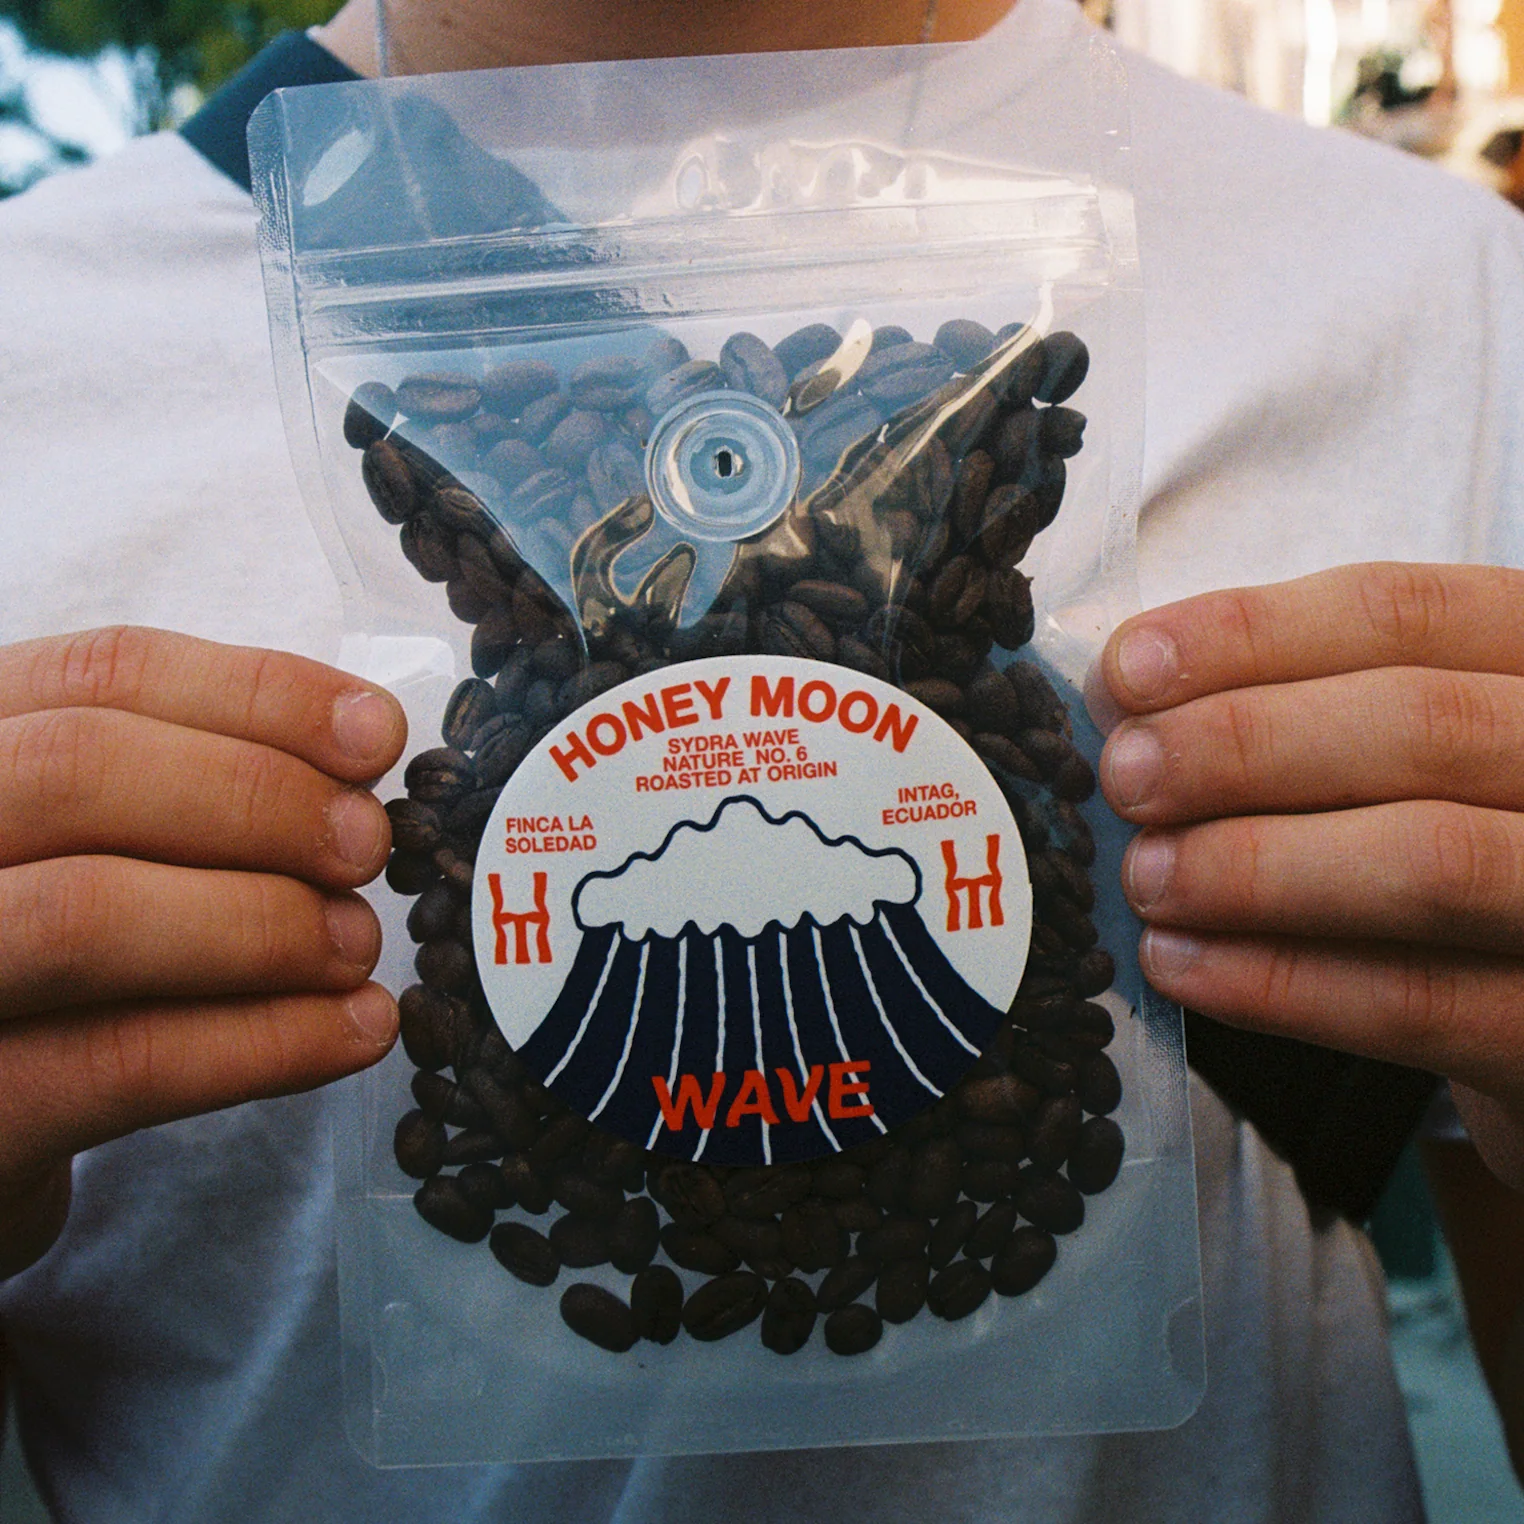 HONEY MOON
SYDRA WAVE
NATURE NO. 6
ROASTED AT ORIGIN
FINCA LA
SOLEDAD
INTAG,
ECUADOR
WAVE